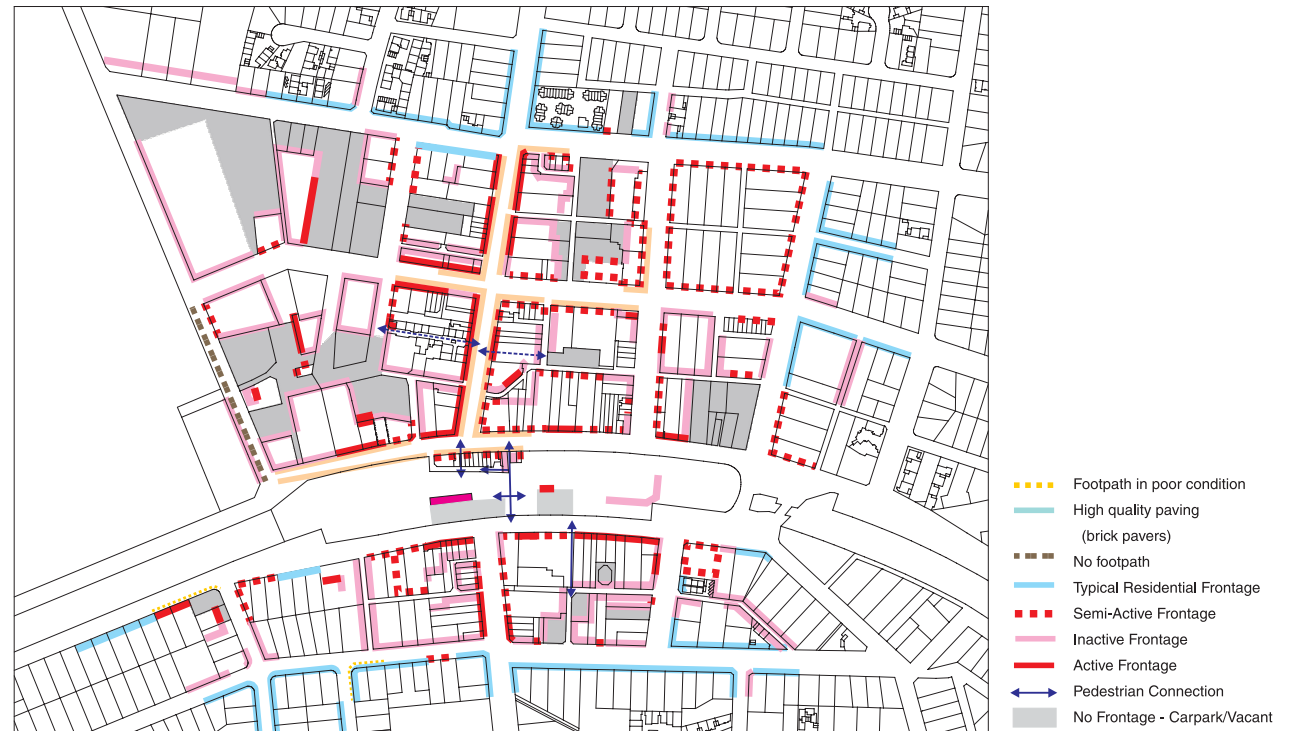 Footpath in poor condition
High quality paving
(brick pavers)
No footpath
Typical Residential Frontage
Semi-Active Frontage
Inactive Frontage
Active Frontage
Pedestrian Connection
No Frontage - Carpark/Vacant